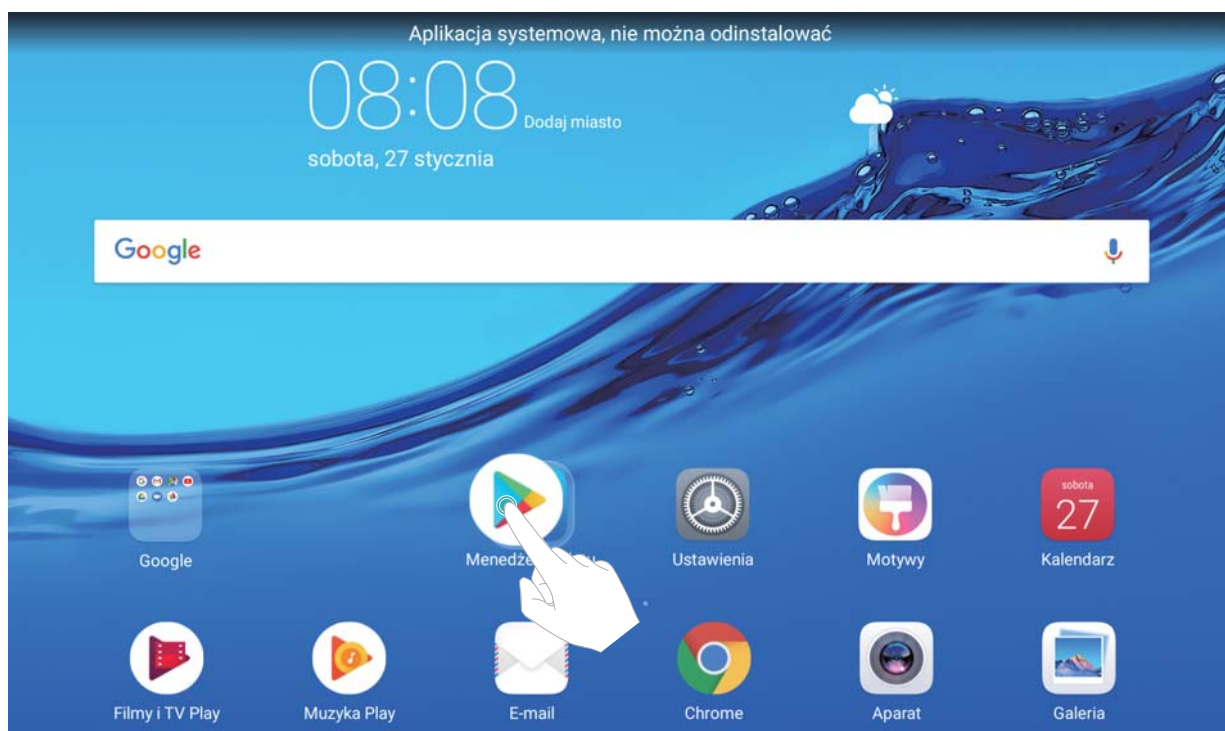 Aplikacja systemowa, nie można odinstalować
08:08
Dodaj miasto
sobota, 27 stycznia
Google
sobota
27
Google
Ustawienia
Motywy
Kalendarz
Filmy i TV Play
Muzyka Play
E-mail
Chrome
Aparat
Galeria